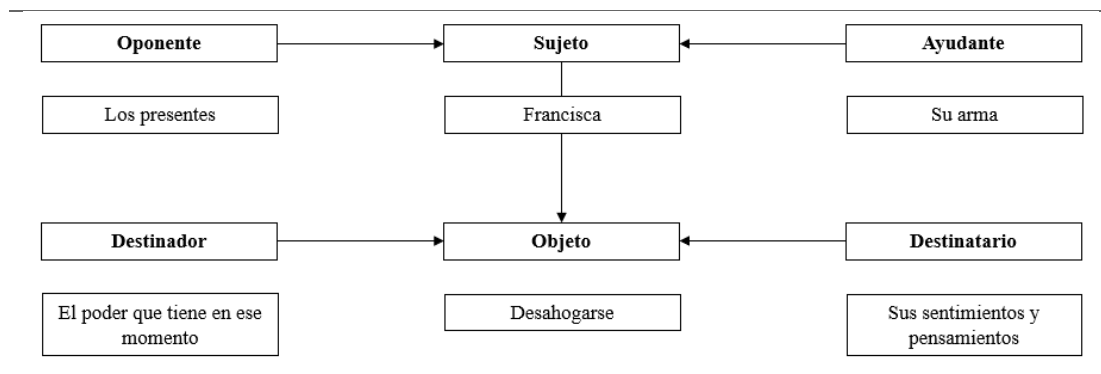 Oponente
Sujeto
Ayudante
Los presentes
Francisca
Su arma
Destinador
Objeto
Destinatario
El poder que tiene en ese
momento
Desahogarse
Sus sentimientos y
pensamientos